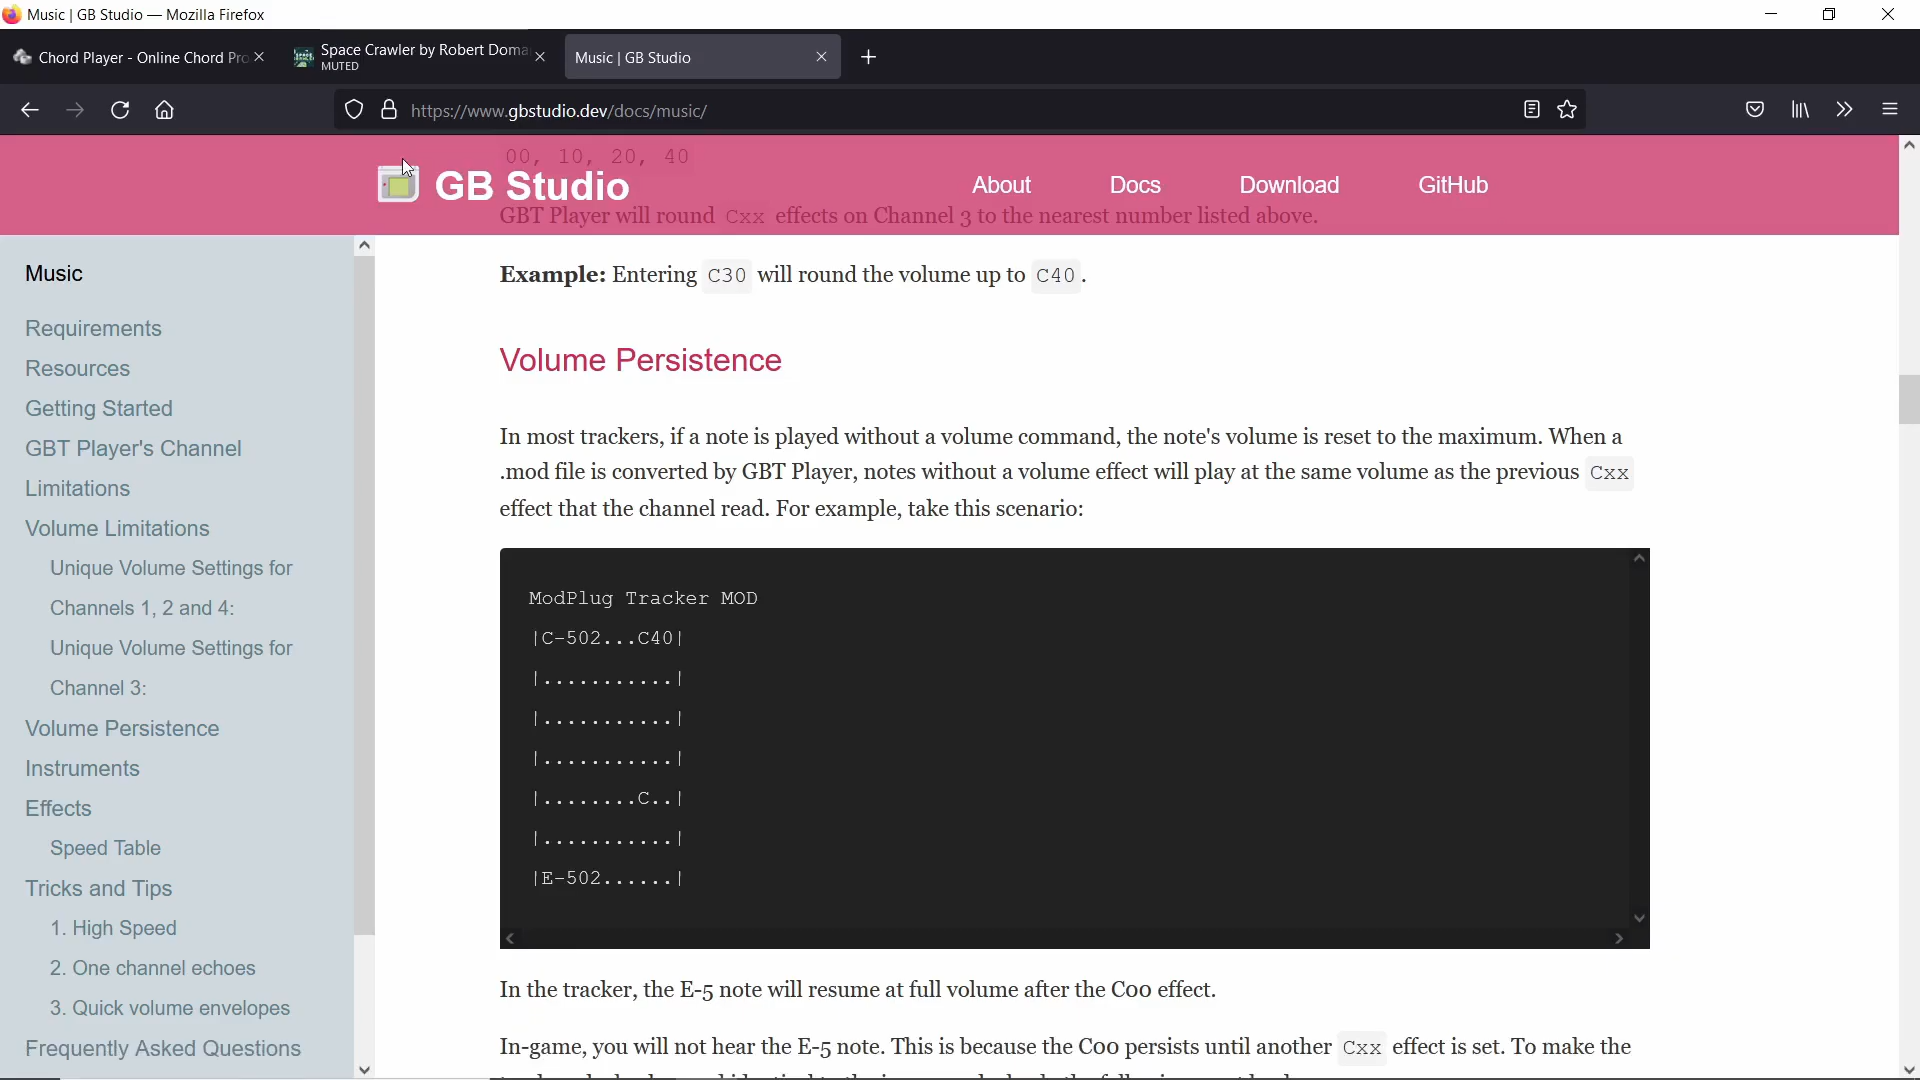 Music | GB Studio — Mozilla Firefox
Chord Player - Online Chord Pro
Space Crawler by Robert Doma
MUTED
Music | GB Studio
https://www.gbstudio.dev/docs/music/
00, 10, 20, 40
GB Studio
About
Docs
Download
GitHub
GBT Player will round Cxx effects on Channel 3 to the nearest number listed above.
Music
Requirements
Resources
Getting Started
GBT Player's Channel
Limitations
Volume Limitations
Unique Volume Settings for
Channels 1, 2 and 4:
Unique Volume Settings for
Channel 3:
Volume Persistence
Instruments
Effects
Speed Table
Tricks and Tips
1. High Speed
2. One channel echoes
3. Quick volume envelopes
Frequently Asked Questions
Example: Entering C30 will round the volume up to C40.
Volume Persistence
In most trackers, if a note is played without a volume command, the note's volume is reset to the maximum. When a
.mod file is converted by GBT Player, notes without a volume effect will play at the same volume as the previous Cxx
effect that the channel read. For example, take this scenario:
ModPlug Tracker MOD
|C-502...C40|
|...........|
|...........|
|...........|
|........C..|
|...........|
|E-502......|
In the tracker, the E-5 note will resume at full volume after the C00 effect.
In-game, you will not hear the E-5 note. This is because the C00 persists until another Cxx effect is set. To make the